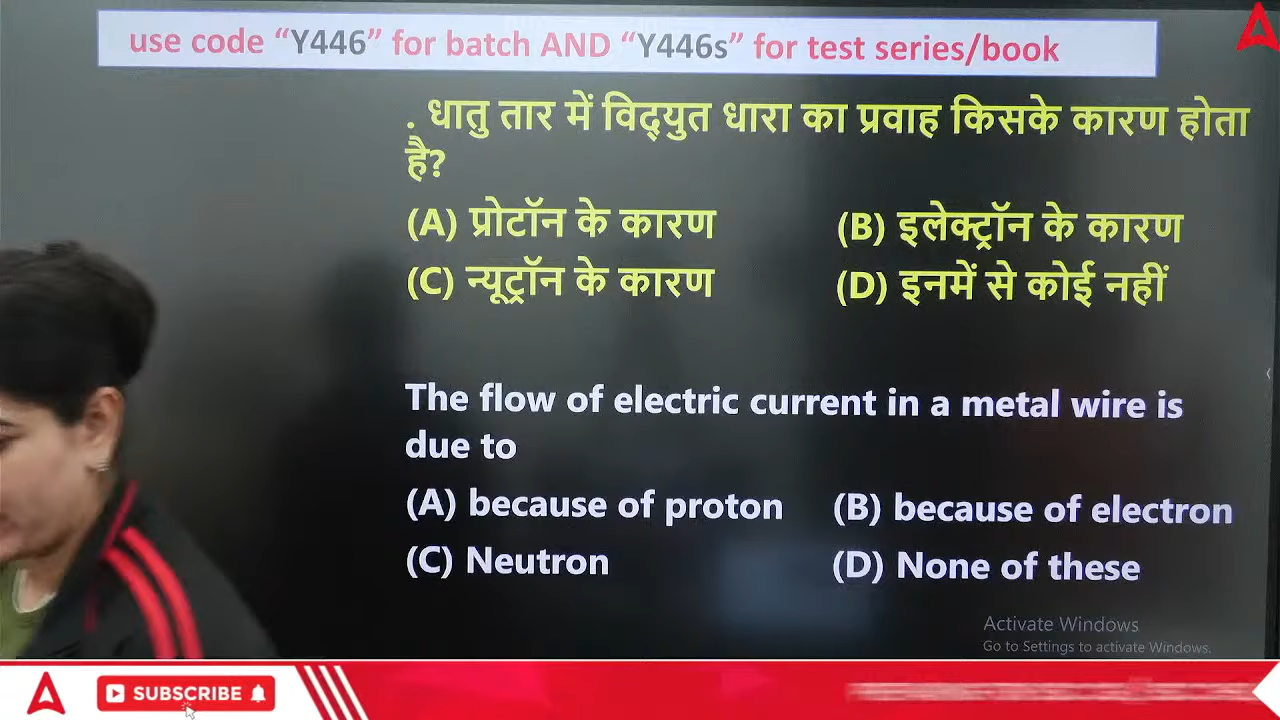 use code “Y446” for batch AND “Y446s” for test series/book
. धातु तार में विद्युत धारा का प्रवाह किसके कारण होता
है?
(A) प्रोटॉन के कारण (B) इलेक्ट्रॉन के कारण
(C) न्यूट्रॉन के कारण (D) इनमें से कोई नहीं
The flow of electric current in a metal wire is
due to
(A) because of proton (B) because of electron
(C) Neutron (D) None of these
Activate Windows
Go to Settings to activate Windows.
SUBSCRIBE